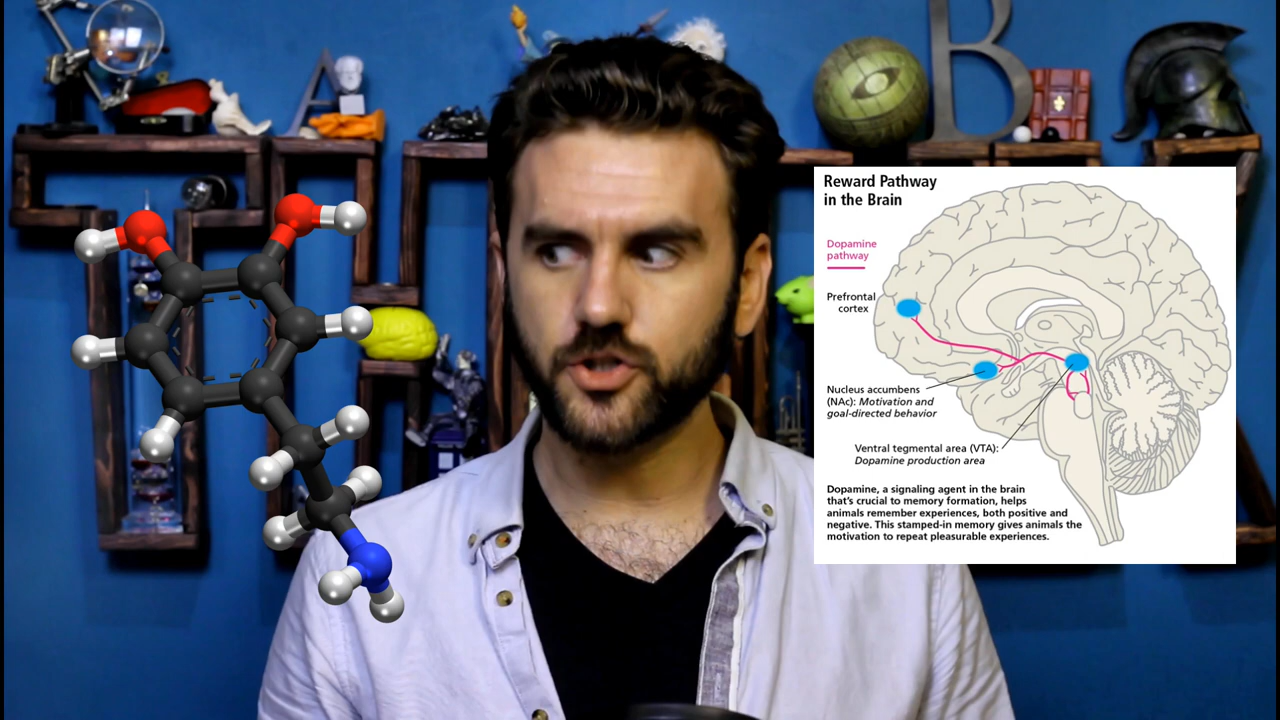 A
B
Reward Pathway
in the Brain
Dopamine
pathway
Prefrontal
cortex
Nucleus accumbens
(NAc): Motivation and
goal-directed behavior
Ventral tegmental area (VTA):
Dopamine production area
Dopamine, a signaling agent in the brain
that's crucial to memory formation, helps
animals remember experiences, both positive and
negative. This stamped-in memory gives animals the
motivation to repeat pleasurable experiences.